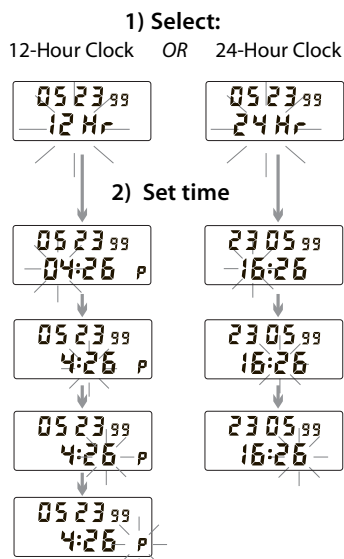 1) Select:
12-Hour Clock OR 24-Hour Clock
05 23 99
12 Hr
05 23 99
24 Hr
2) Set time
05 23 99
04:26 P
23 05 99
16:26
05 23 99
4:26 P
23 05 99
16:26
05 23 99
4:26 P
23 05 99
16:26
05 23 99
4:26 P